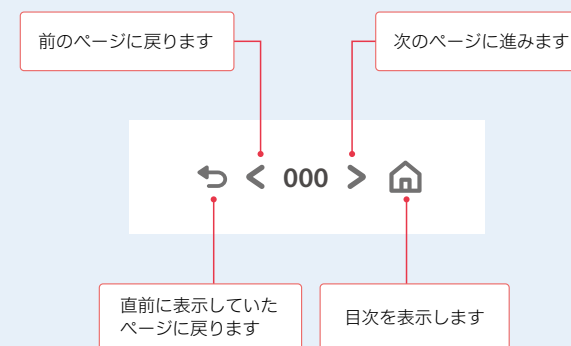 前のページに戻ります
次のページに進みます
000
直前に表示していた
ページに戻ります
目次を表示します